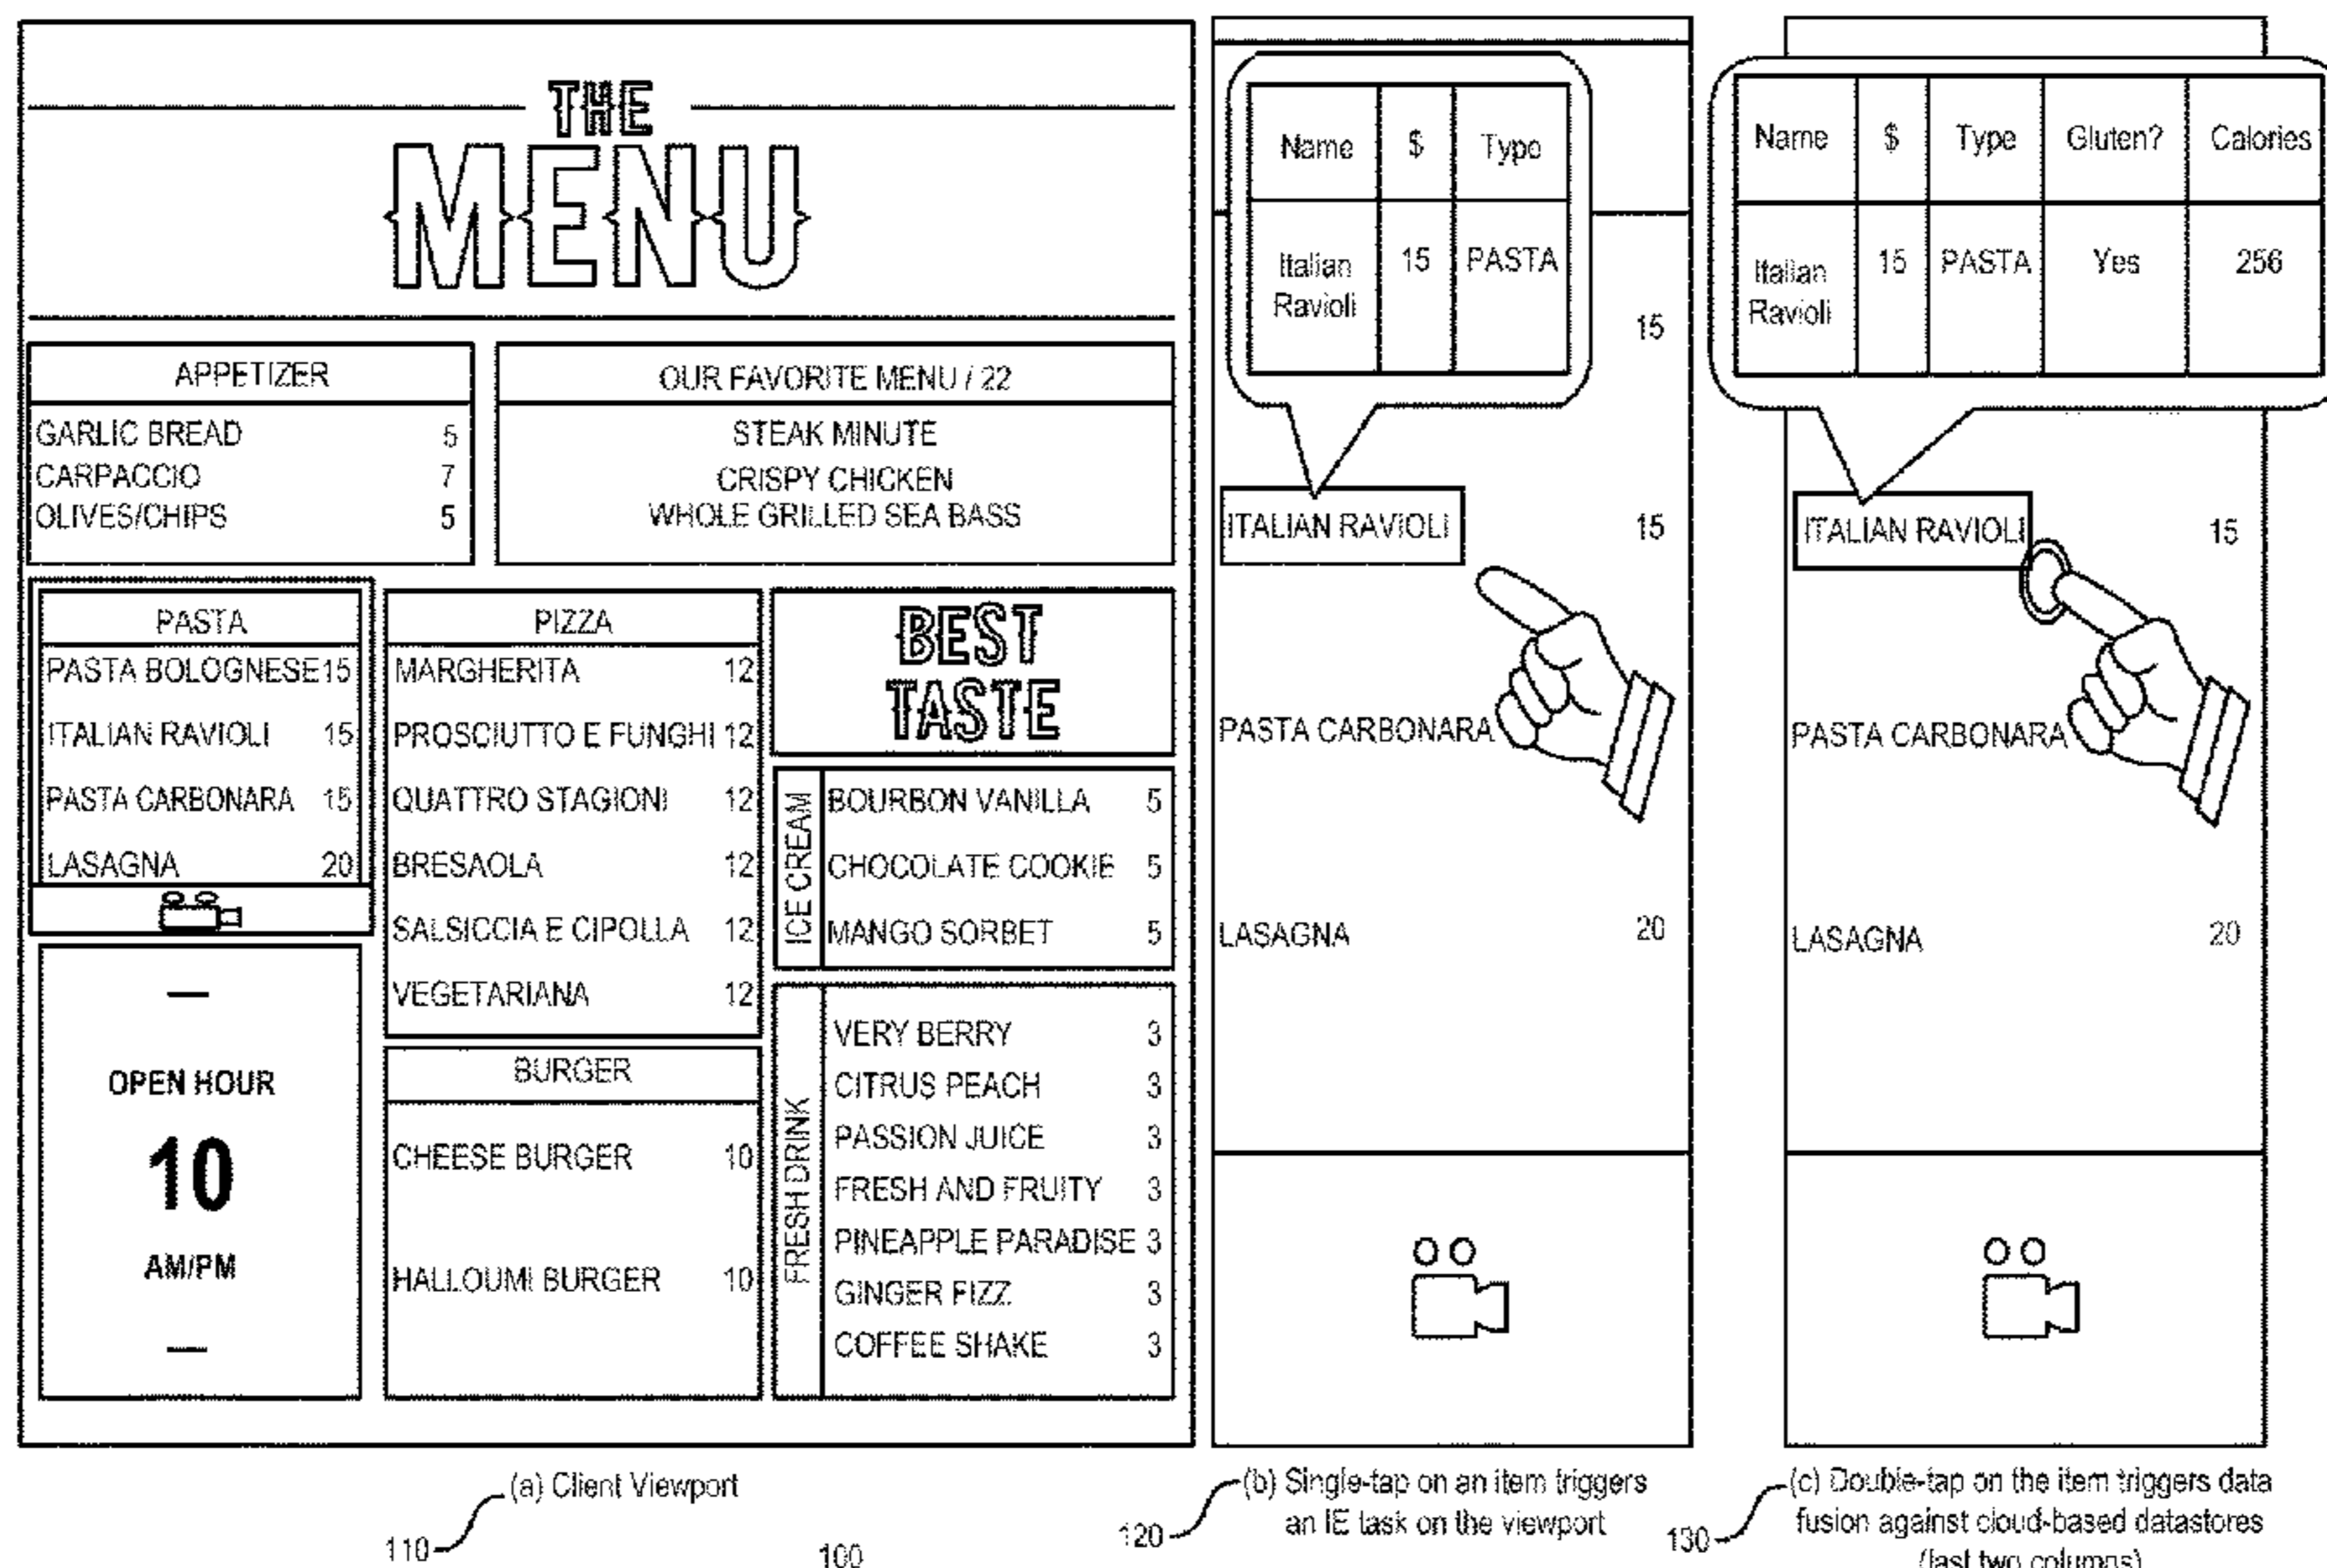 THE
MENU
APPETIZER
GARLIC BREAD 5
CARPACCIO 7
OLIVES/CHIPS 5
OUR FAVORITE MENU / 22
STEAK MINUTE
CRISPY CHICKEN
WHOLE GRILLED SEA BASS
PASTA
PASTA BOLOGNESE 15
ITALIAN RAVIOLI 15
PASTA CARBONARA 15
LASAGNA 20
OPEN HOUR
10
AM/PM
PIZZA
MARGHERITA 12
PROSCIUTTO E FUNGHI 12
QUATTRO STAGIONI 12
BRESAOLA 12
SALSICCIA E CIPOLLA 12
VEGETARIANA 12
BURGER
CHEESE BURGER 10
HALLOUMI BURGER 10
BEST
TASTE
ICE CREAM
BOURBON VANILLA 5
CHOCOLATE COOKIE 5
MANGO SORBET 5
FRESH DRINK
VERY BERRY 3
CITRUS PEACH 3
PASSION JUICE 3
FRESH AND FRUITY 3
PINEAPPLE PARADISE 3
GINGER FIZZ 3
COFFEE SHAKE 3
(a) Client Viewport
110
100
Name $ Type
Italian 15 PASTA
Ravioli
15
ITALIAN RAVIOLI 15
PASTA CARBONARA
LASAGNA 20
(b) Single-tap on an item triggers
an IE task on the viewport
120
Name $ Type Gluten? Calories
Italian 15 PASTA Yes 256
Ravioli
ITALIAN RAVIOLI 15
PASTA CARBONARA
LASAGNA 20
(c) Double-tap on the item triggers data
fusion against cloud-based datastores
(last two columns)
130